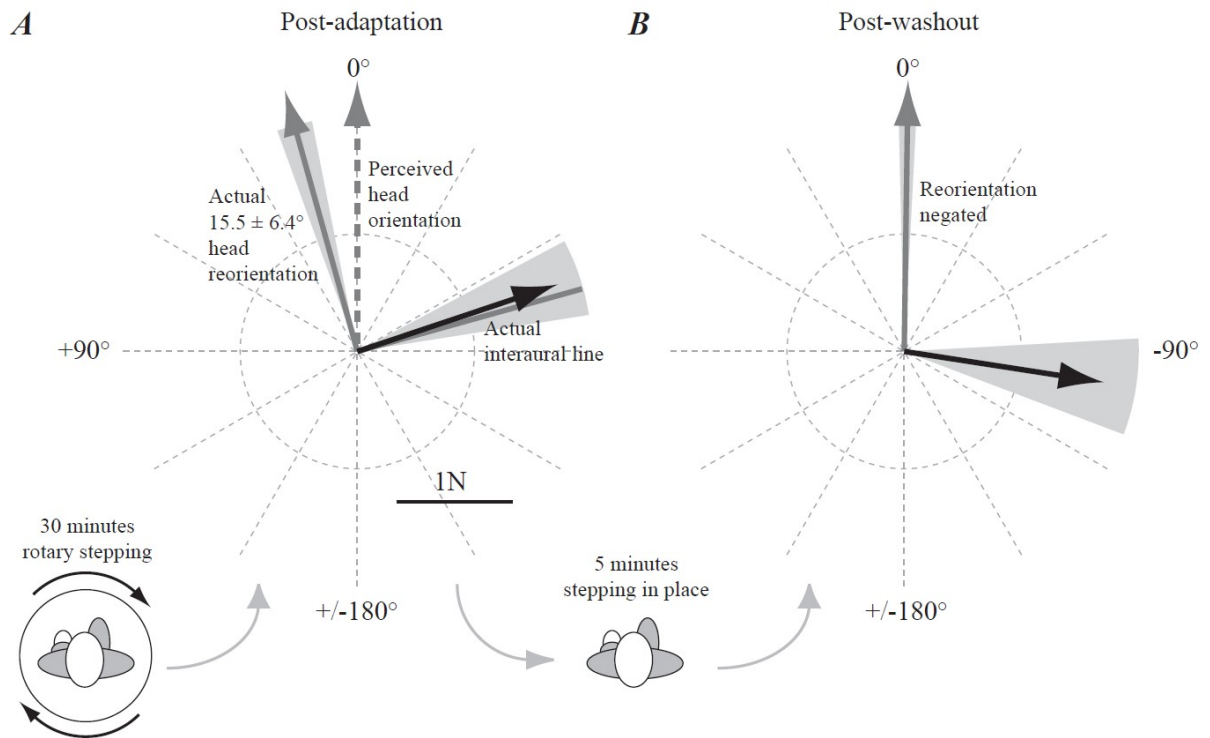 A
Post-adaptation
0°
Actual
15.5 ± 6.4°
head
reorientation
Perceived
head
orientation
Actual
interaural line
+90°
1N
+/-180°
30 minutes
rotary stepping
B
Post-washout
0°
Reorientation
negated
-90°
5 minutes
stepping in place
+/-180°